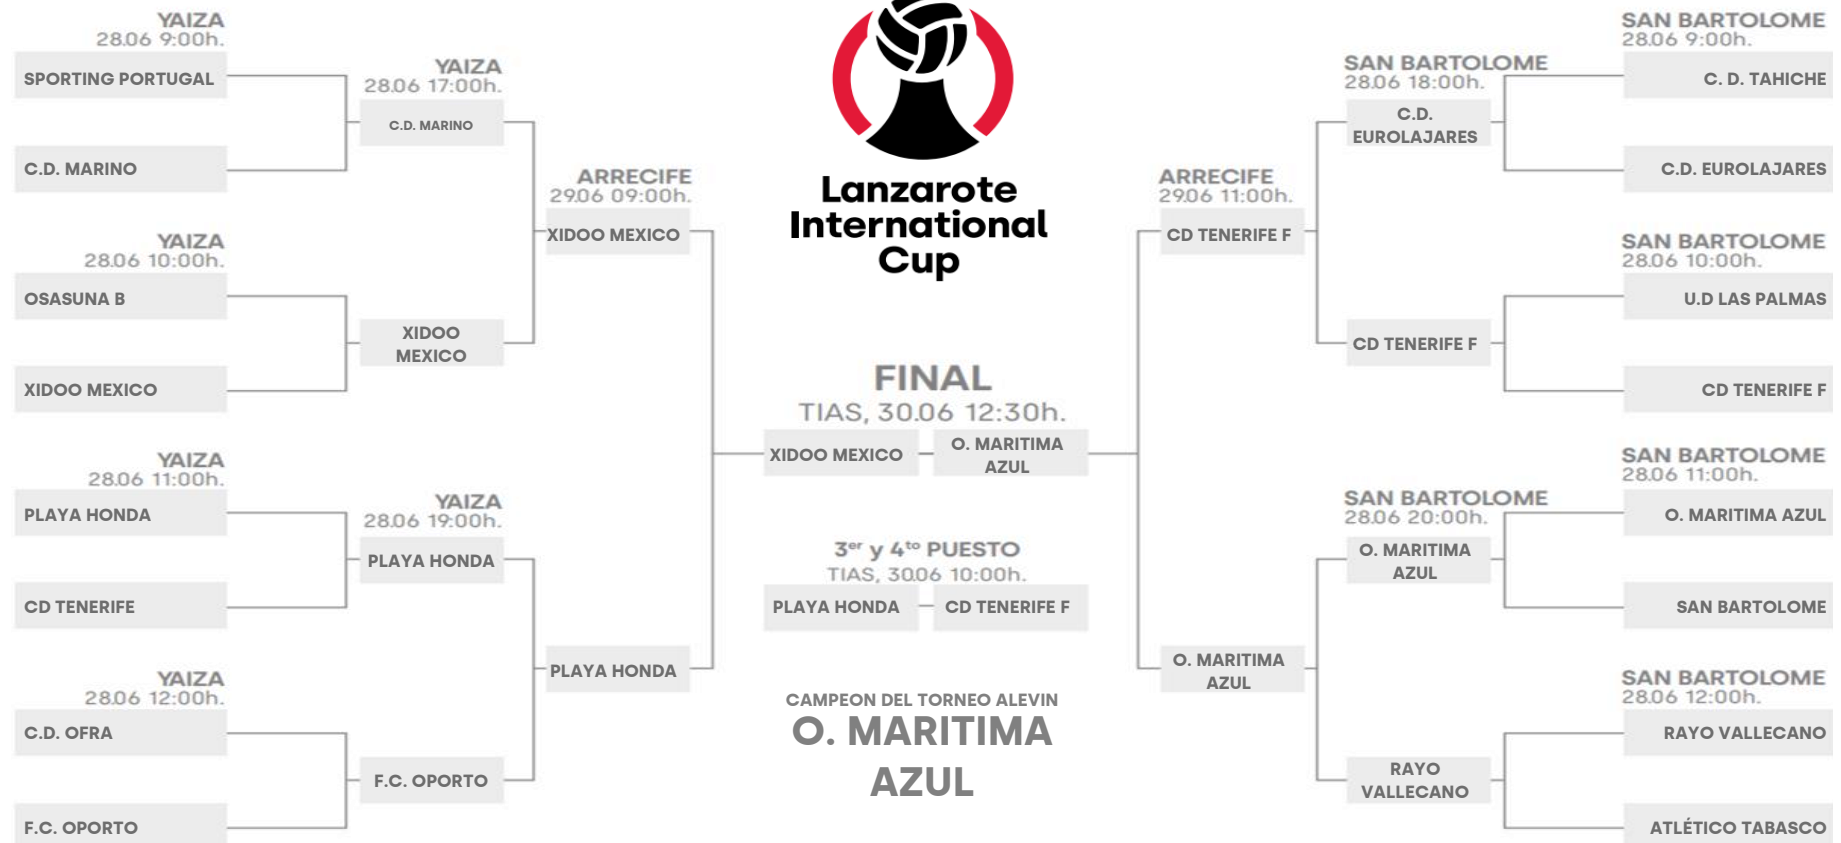 YAIZA
28.06 9:00h.
SPORTING PORTUGAL
C.D. MARINO
YAIZA
28.06 10:00h.
OSASUNA B
XIDOO MEXICO
YAIZA
28.06 11:00h.
PLAYA HONDA
CD TENERIFE
YAIZA
28.06 12:00h.
C.D. OFRA
F.C. OPORTO
YAIZA
28.06 17:00h.
C.D. MARINO
XIDOO
MEXICO
YAIZA
28.06 19:00h.
PLAYA HONDA
F.C. OPORTO
ARRECIFE
29.06 09:00h.
XIDOO MEXICO
PLAYA HONDA
Lanzarote
International
Cup
FINAL
TIAS, 30.06 12:30h.
XIDOO MEXICO
O. MARITIMA
AZUL
3er y 4to PUESTO
TIAS, 30.06 10:00h.
PLAYA HONDA
CD TENERIFE F
CAMPEON DEL TORNEO ALEVIN
O. MARITIMA
AZUL
ARRECIFE
29.06 11:00h.
CD TENERIFE F
O. MARITIMA
AZUL
SAN BARTOLOME
28.06 18:00h.
C.D.
EUROLAJARES
CD TENERIFE F
SAN BARTOLOME
28.06 20:00h.
O. MARITIMA
AZUL
RAYO
VALLECANO
SAN BARTOLOME
28.06 9:00h.
C. D. TAHICHE
C.D. EUROLAJARES
SAN BARTOLOME
28.06 10:00h.
U.D LAS PALMAS
CD TENERIFE F
SAN BARTOLOME
28.06 11:00h.
O. MARITIMA AZUL
SAN BARTOLOME
SAN BARTOLOME
28.06 12:00h.
RAYO VALLECANO
ATLÉTICO TABASCO